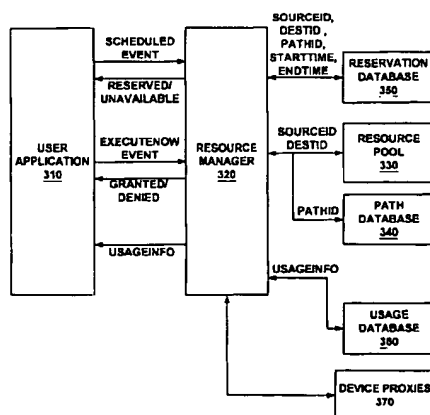 USER
APPLICATION
310
SCHEDULED
EVENT
RESERVED/
UNAVAILABLE
EXECUTENOW
EVENT
GRANTED/
DENIED
USAGEINFO
RESOURCE
MANAGER
320
SOURCEID,
DESTID,
PATHID,
STARTTIME,
ENDTIME
RESERVATION
DATABASE
350
SOURCEID
DESTID
RESOURCE
POOL
330
PATHID
PATH
DATABASE
340
USAGEINFO
USAGE
DATABASE
360
DEVICE PROXIES
370